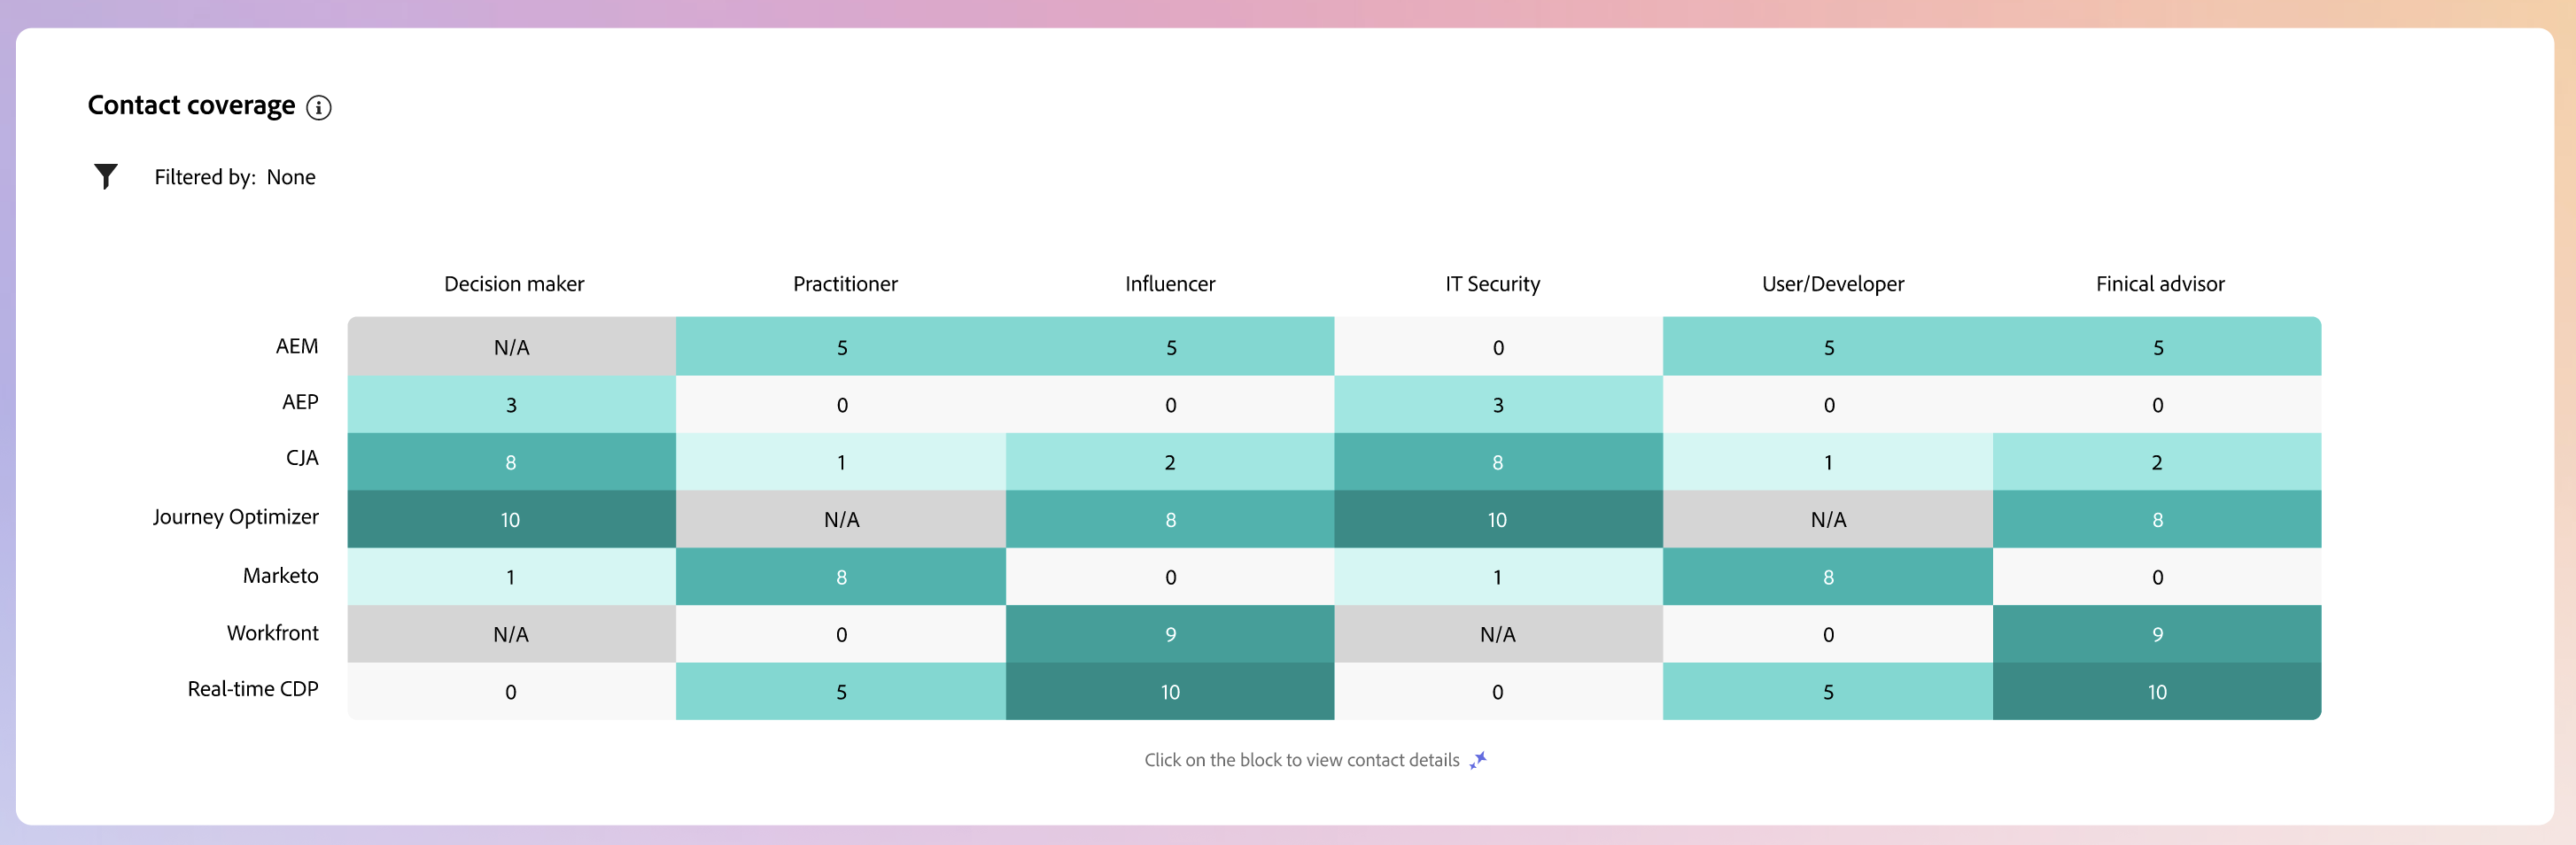 Contact coverage
Filtered by: None
Decision maker Practitioner Influencer IT Security User/Developer Finical advisor
AEM N/A 5 5 0 5 5
AEP 3 0 0 3 0 0
CJA 8 1 2 8 1 2
Journey Optimizer 10 N/A 8 10 N/A 8
Marketo 1 8 0 1 8 0
Workfront N/A 0 9 N/A 0 9
Real-time CDP 0 5 10 0 5 10
Click on the block to view contact details